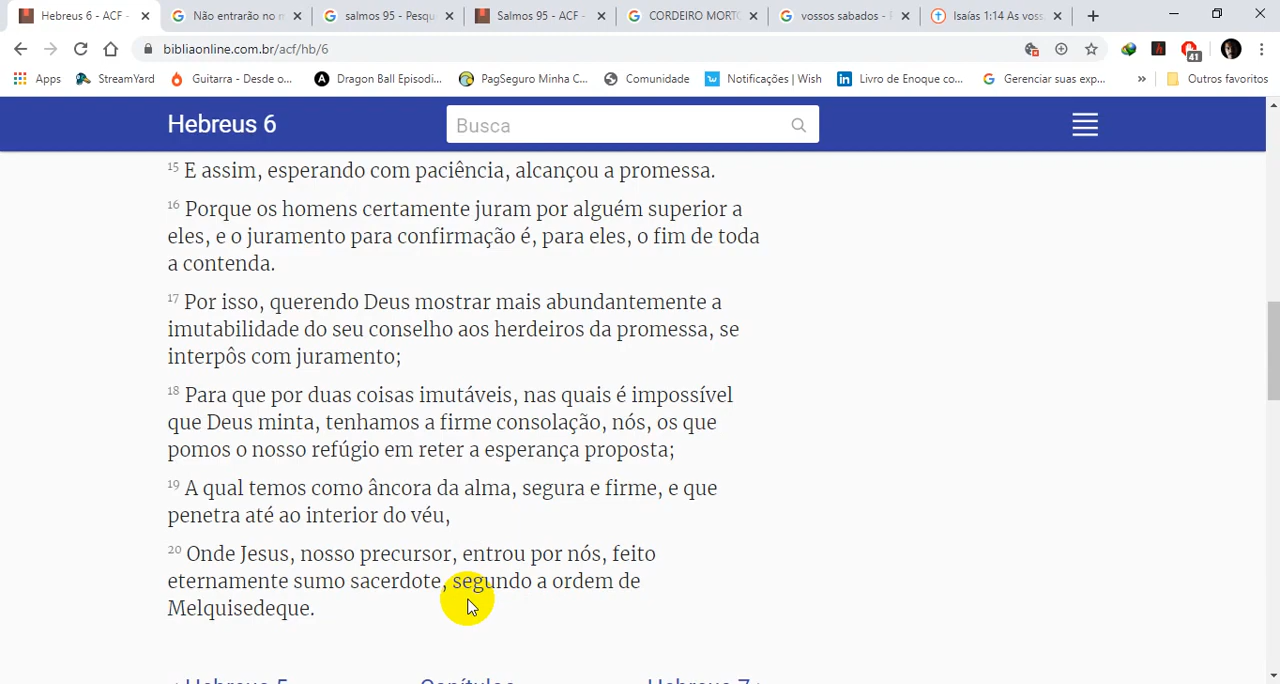 Hebreus 6 - ACF -
Não entrarão no m
salmos 95 - Pesqu
Salmos 95 - ACF -
CORDEIRO MORTO
vossos sabados - P
Isaías 1:14 As voss
bibliaonline.com.br/acf/hb/6
41
Apps
StreamYard
Guitarra - Desde o...
Dragon Ball Episodi...
PagSeguro Minha C...
Comunidade
Notificações | Wish
Livro de Enoque co...
Gerenciar suas exp...
»
Outros favoritos
Hebreus 6
Busca
15 E assim, esperando com paciência, alcançou a promessa.
16 Porque os homens certamente juram por alguém superior a
eles, e o juramento para confirmação é, para eles, o fim de toda
a contenda.
17 Por isso, querendo Deus mostrar mais abundantemente a
imutabilidade do seu conselho aos herdeiros da promessa, se
interpôs com juramento;
18 Para que por duas coisas imutáveis, nas quais é impossível
que Deus minta, tenhamos a firme consolação, nós, os que
pomos o nosso refúgio em reter a esperança proposta;
19 A qual temos como âncora da alma, segura e firme, e que
penetra até ao interior do véu,
20 Onde Jesus, nosso precursor, entrou por nós, feito
eternamente sumo sacerdote, segundo a ordem de
Melquisedeque.
Hebreus 5
Capítulos
Hebreus 7